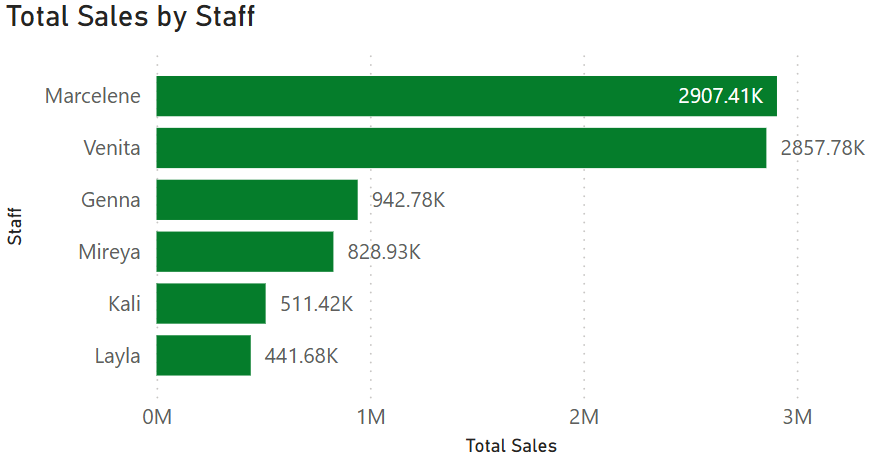 Total Sales by Staff
Marcelene 2907.41K
Venita 2857.78K
Genna 942.78K
Mireya 828.93K
Kali 511.42K
Layla 441.68K
Staff
0M 1M 2M 3M
Total Sales